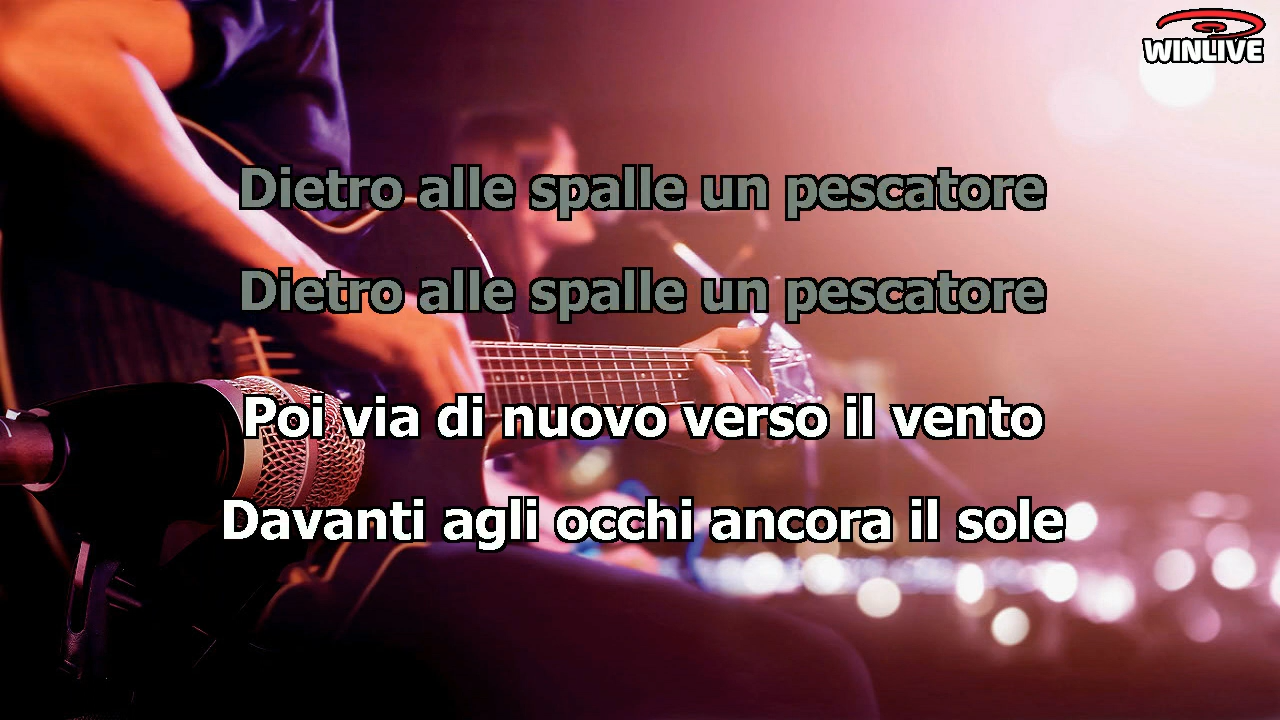 WINLIVE
Dietro alle spalle un pescatore
Dietro alle spalle un pescatore
Poi via di nuovo verso il vento
Davanti agli occhi ancora il sole